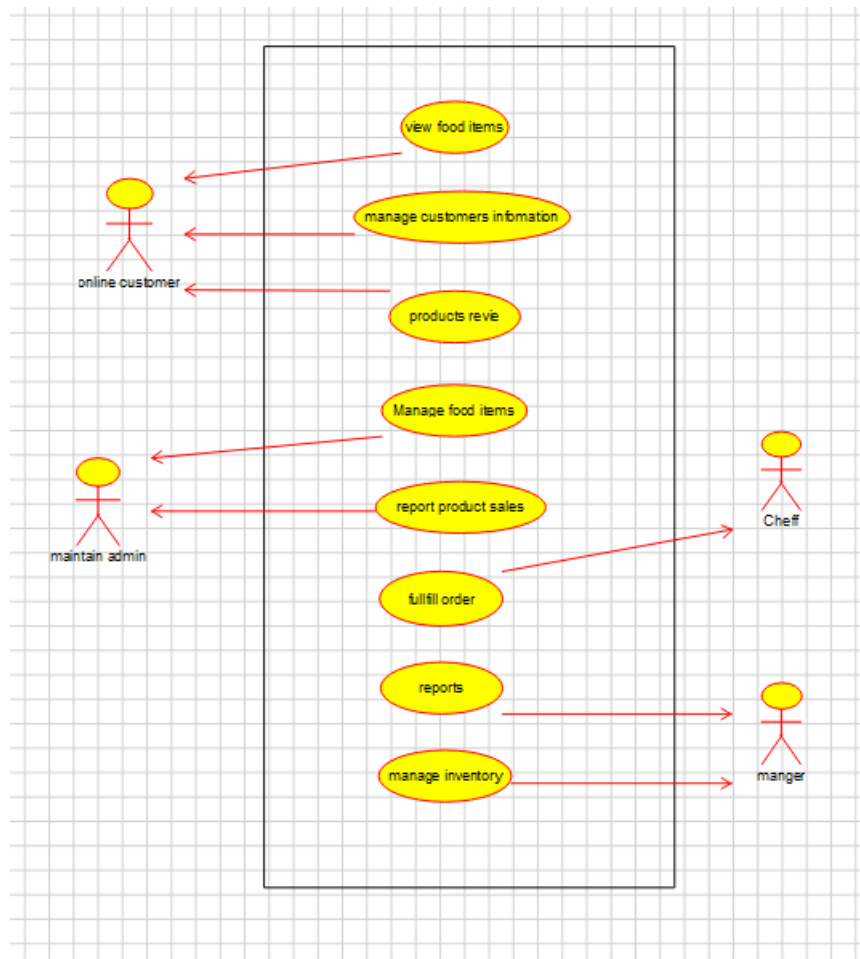 view food items
manage customers infomation
online customer
products revie
Manage food items
report product sales
Cheff
maintain admin
fullfill order
reports
manage inventory
manger